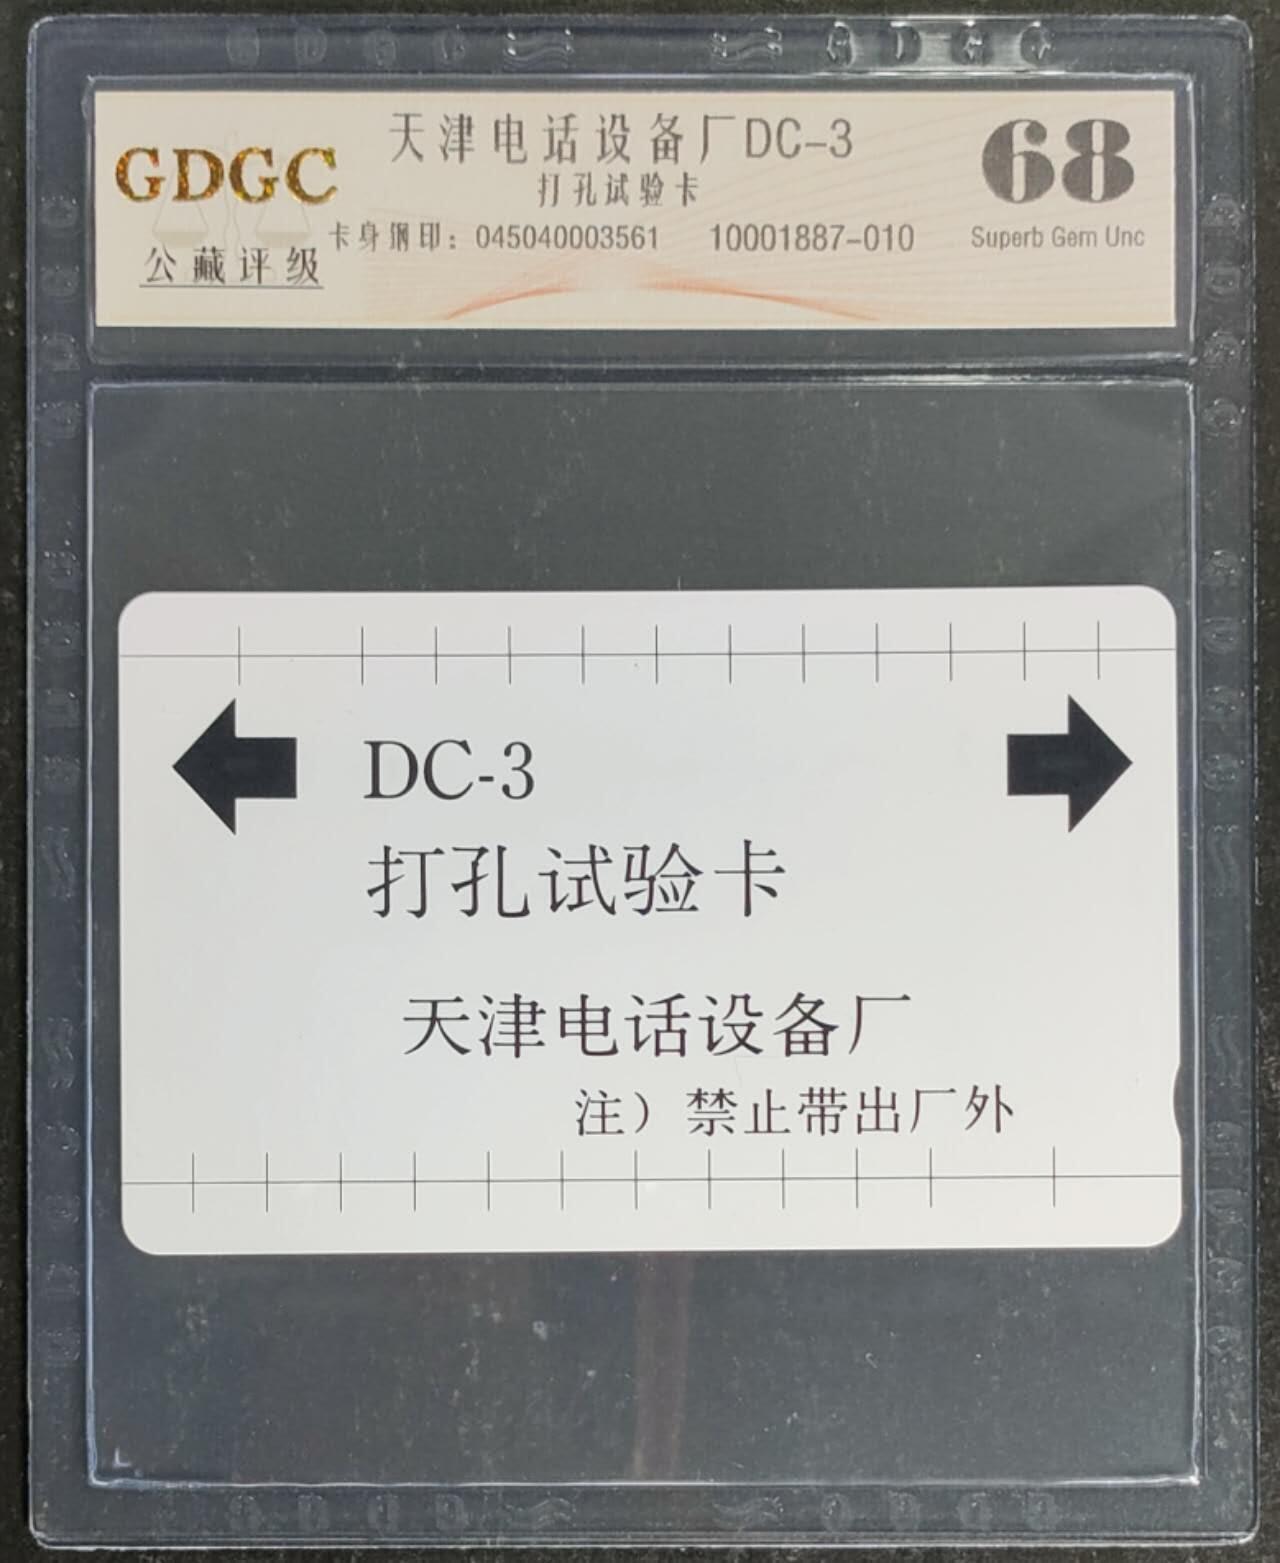 GDGC
公藏评级
天津电话设备厂DC-3
打孔试验卡
卡身钢印：045040003561 10001887-010
68
Superb Gem Unc
DC-3
打孔试验卡
天津电话设备厂
注）禁止带出厂外